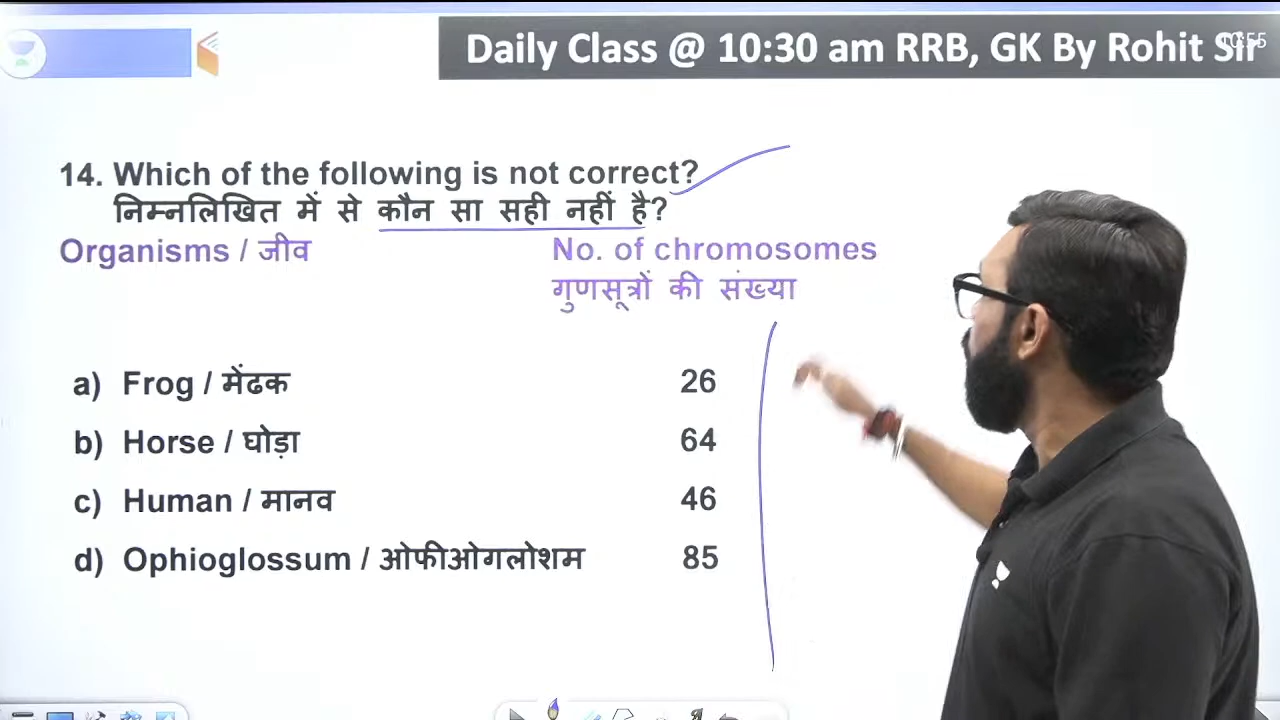 Daily Class @ 10:30 am RRB, GK By Rohit Sir
10:55
14. Which of the following is not correct?
निम्नलिखित में से कौन सा सही नहीं है?
Organisms / जीव No. of chromosomes
गुणसूत्रों की संख्या
a) Frog / मेंढक 26
b) Horse / घोड़ा 64
c) Human / मानव 46
d) Ophioglossum / ओफीओगलोशम 85